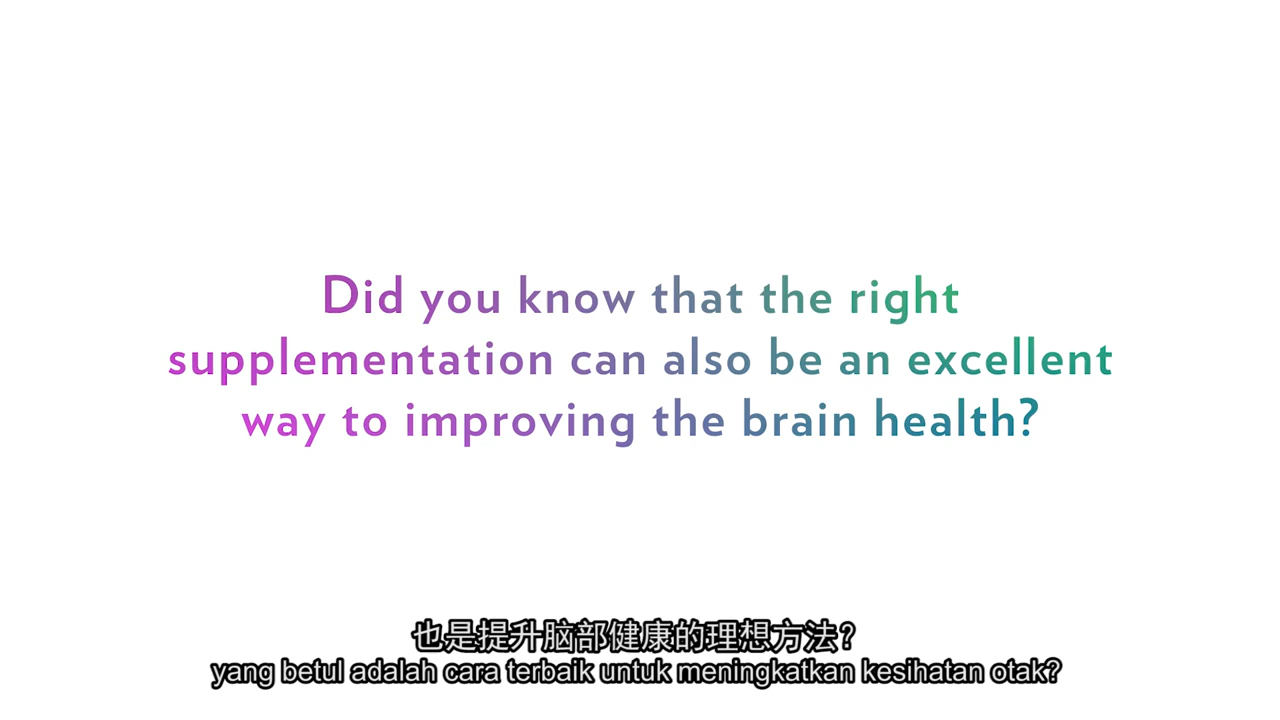 Did you know that the right
supplementation can also be an excellent
way to improving the brain health?
也是提升脑部健康的理想方法？
yang betul adalah cara terbaik untuk meningkatkan kesihatan otak?